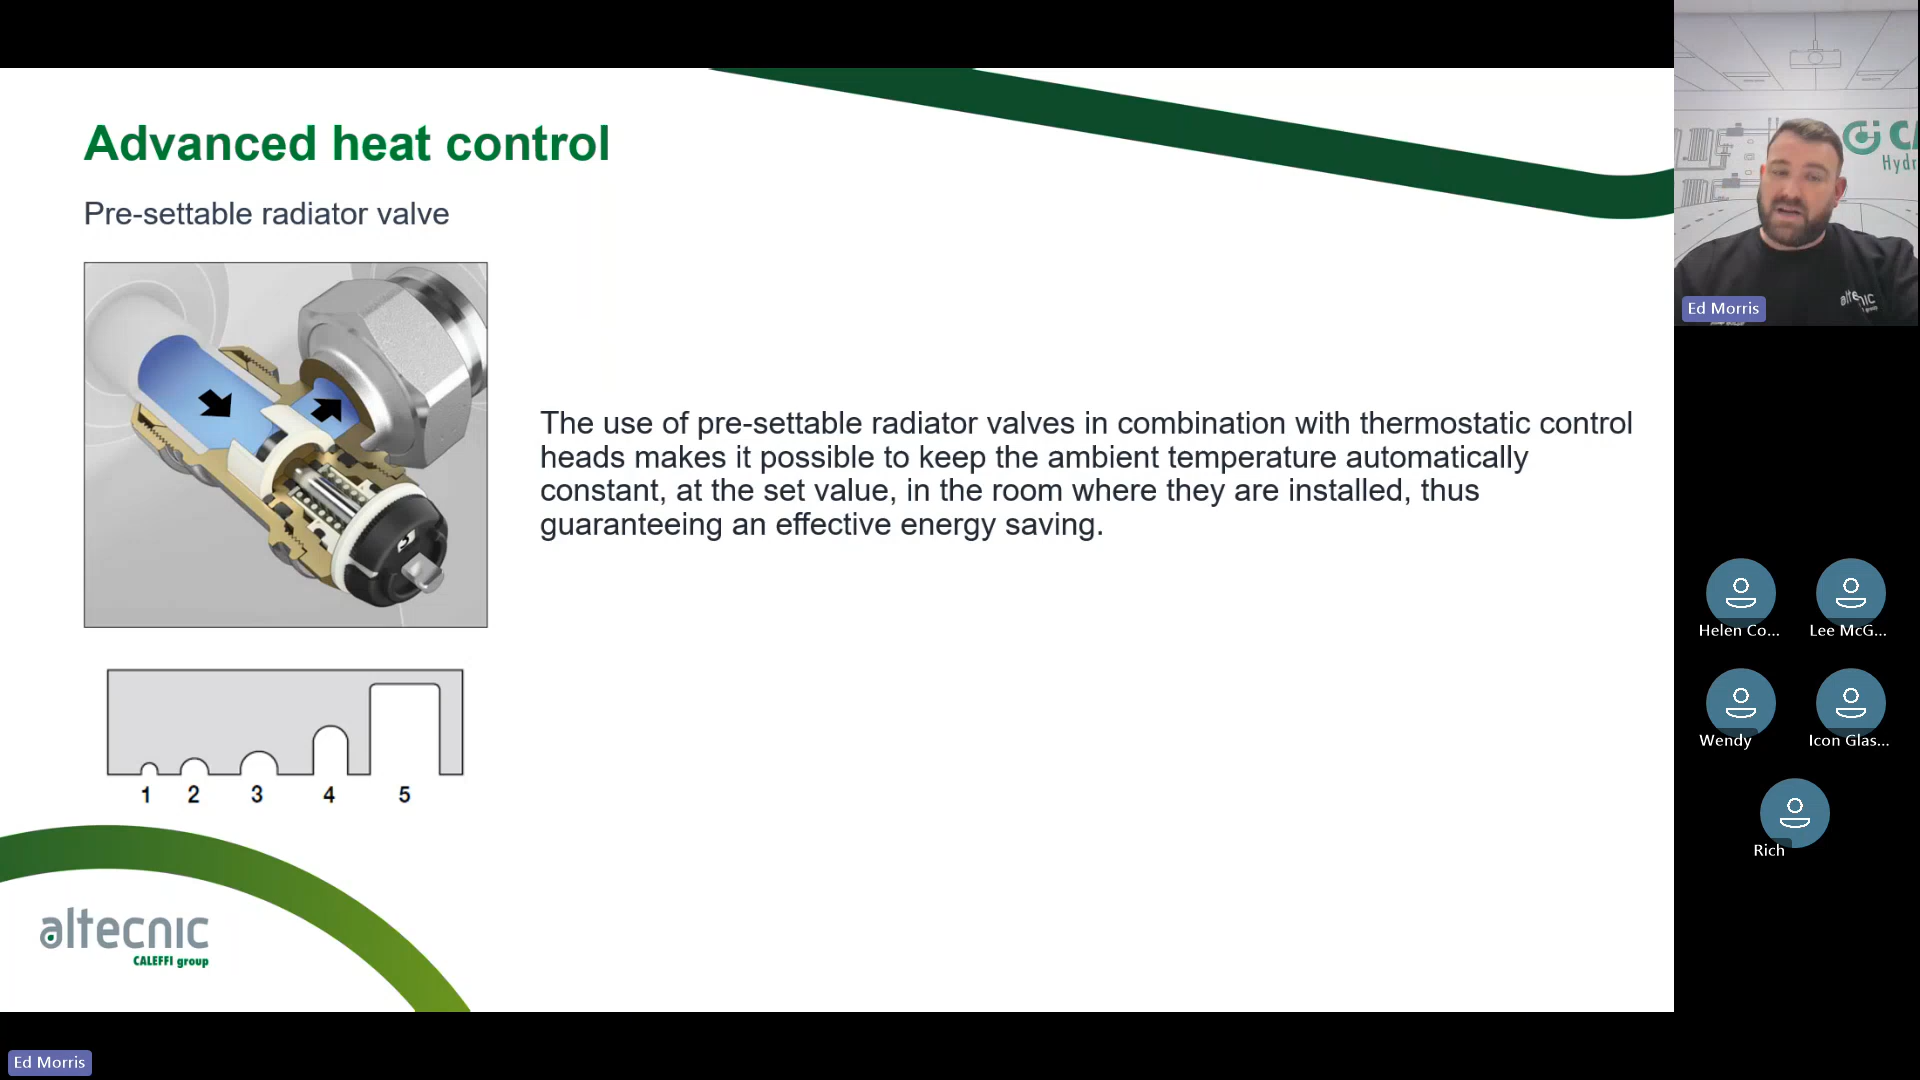 Advanced heat control
Pre-settable radiator valve
The use of pre-settable radiator valves in combination with thermostatic control
heads makes it possible to keep the ambient temperature automatically
constant, at the set value, in the room where they are installed, thus
guaranteeing an effective energy saving.
1 2 3 4 5
altecnic
CALEFFI group
Ed Morris
CA
Hydr
altecnic
Ed Morris
Helen Co...
Lee McG...
Wendy
Icon Glas...
Rich